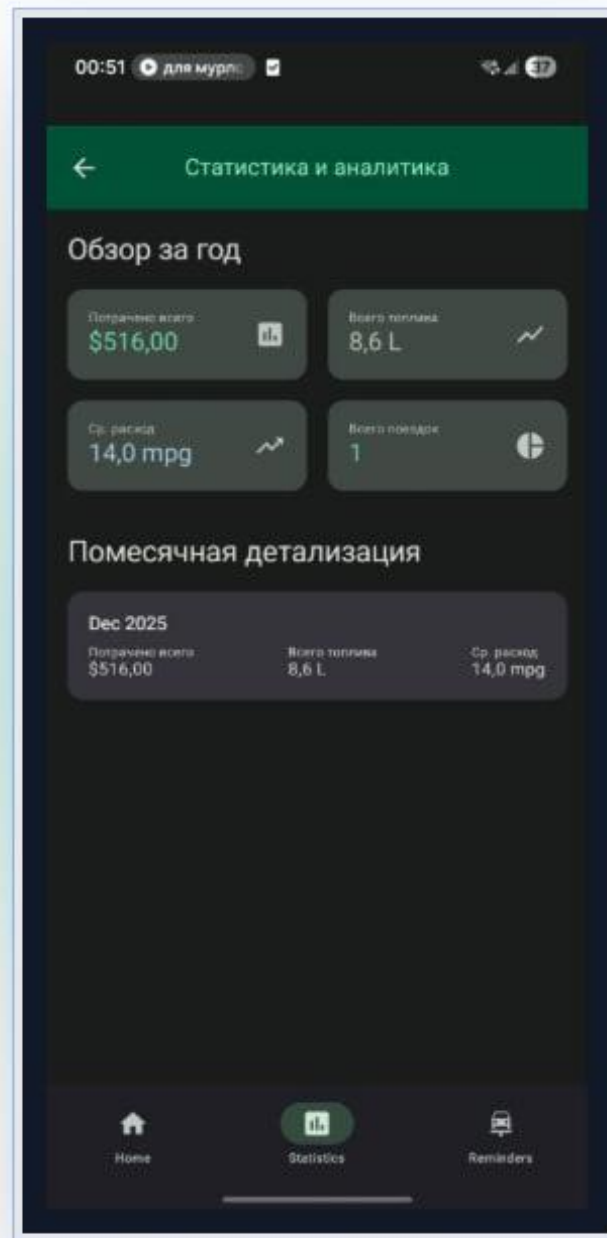 00:51 для мурло
37
Статистика и аналитика
Обзор за год
Потрачено всего
$516,00
Всего топлива
8,6 L
Ср. расход
14,0 mpg
Всего поездок
1
Помесячная детализация
Dec 2025
Потрачено всего Всего топлива Ср. расход
$516,00 8,6 L 14,0 mpg
Home Statistics Reminders